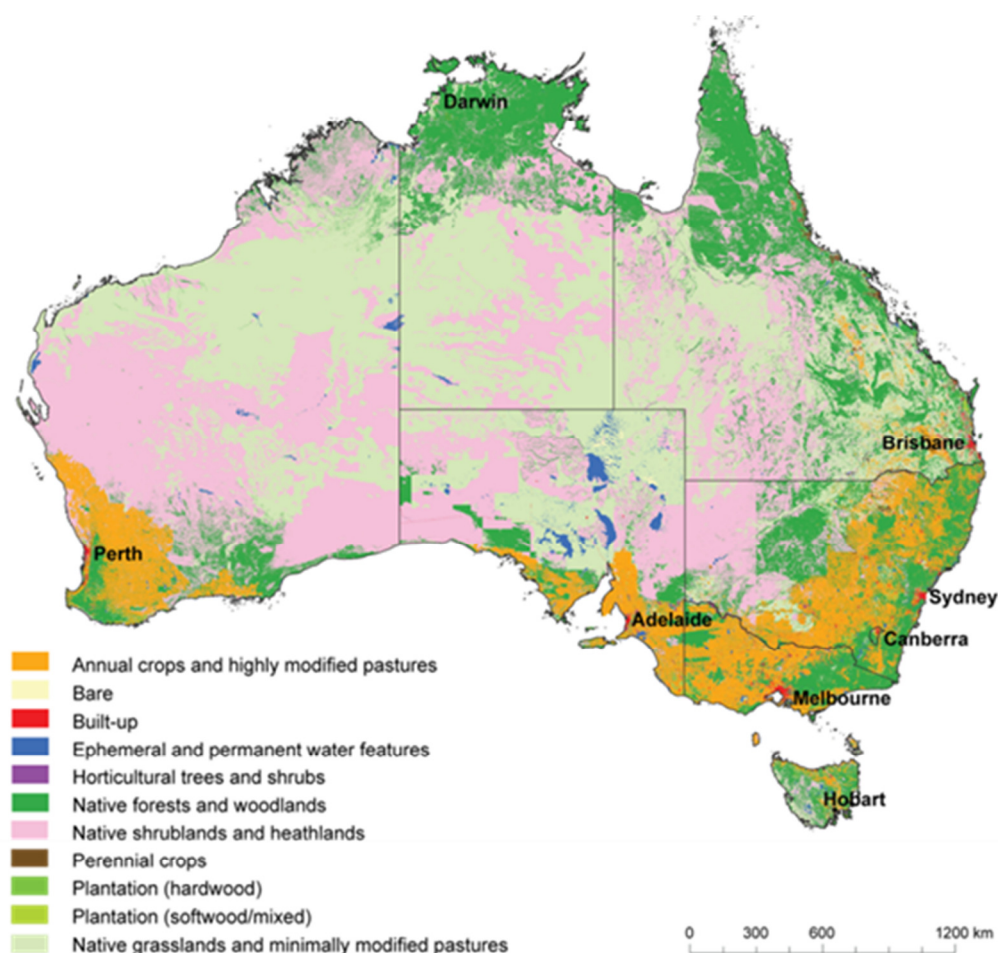 Darwin
Brisbane
Perth
Sydney
Adelaide
Canberra
Melbourne
Hobart
Annual crops and highly modified pastures
Bare
Built-up
Ephemeral and permanent water features
Horticultural trees and shrubs
Native forests and woodlands
Native shrublands and heathlands
Perennial crops
Plantation (hardwood)
Plantation (softwood/mixed)
Native grasslands and minimally modified pastures
0 300 600 1200 km